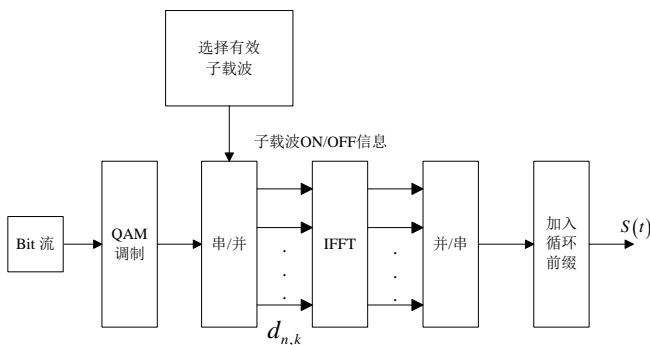 选择有效
子载波
子载波ON/OFF信息
Bit 流
QAM
调制
串/并
IFFT
并/串
加入
循环
前缀
S(t)
d_{n,k}